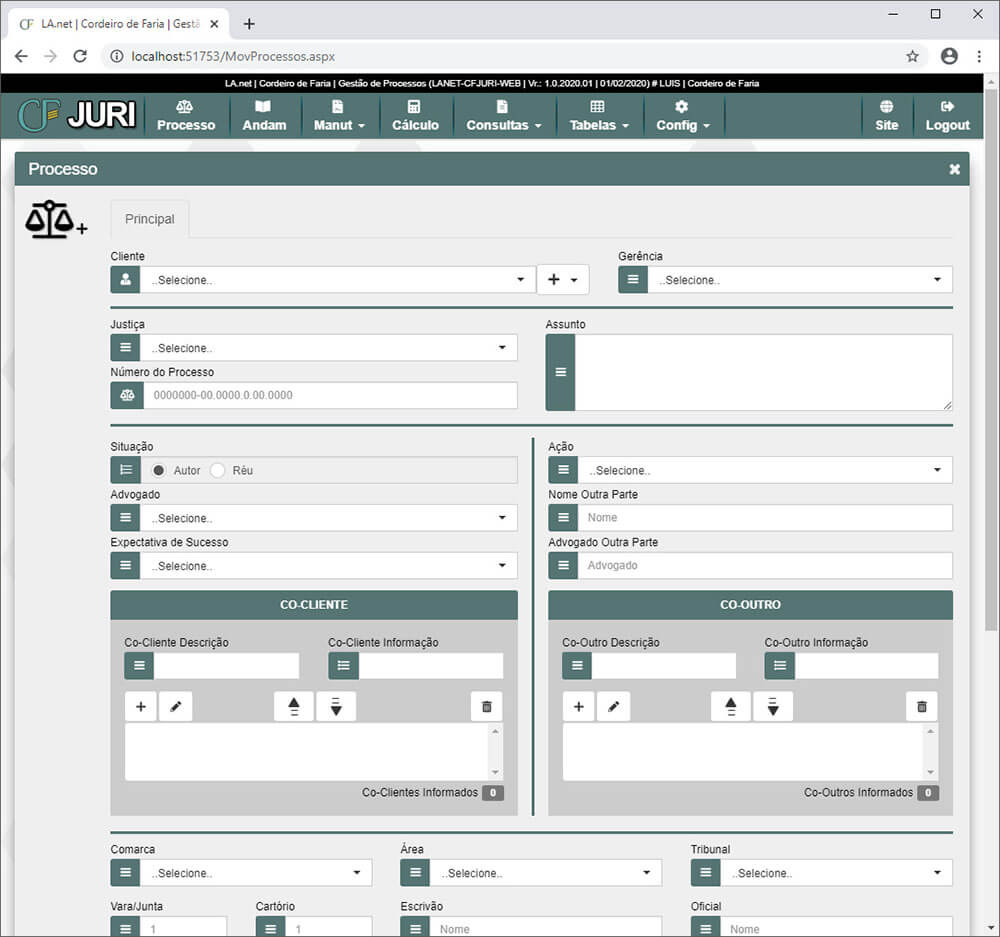 CF LA.net | Cordeiro de Faria | Gestã
localhost:51753/MovProcessos.aspx
LA.net | Cordeiro de Faria | Gestão de Processos (LANET-CFJURI-WEB | Vr.: 1.0.2020.01 | 01/02/2020) # LUIS | Cordeiro de Faria
CF JURI Processo Andam Manut Cálculo Consultas Tabelas Config Site Logout
Processo
Principal
Cliente Gerência
..Selecione.. ..Selecione..
Justiça Assunto
..Selecione..
Número do Processo
0000000-00.0000.0.00.0000
Situação Ação
Autor Réu ..Selecione..
Advogado Nome Outra Parte
..Selecione.. Nome
Expectativa de Sucesso Advogado Outra Parte
..Selecione.. Advogado
CO-CLIENTE CO-OUTRO
Co-Cliente Descrição Co-Cliente Informação Co-Outro Descrição Co-Outro Informação
Co-Clientes Informados 0 Co-Outros Informados 0
Comarca Área Tribunal
..Selecione.. ..Selecione.. ..Selecione..
Vara/Junta Cartório Escrivão Oficial
1 1 Nome Nome